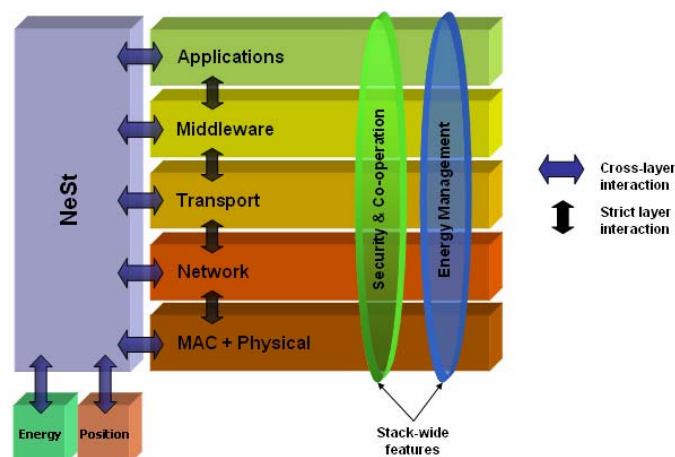 NeSt
Applications
Middleware
Transport
Network
MAC + Physical
Security & Co-operation
Energy Management
Energy
Position
Cross-layer
interaction
Strict layer
interaction
Stack-wide
features